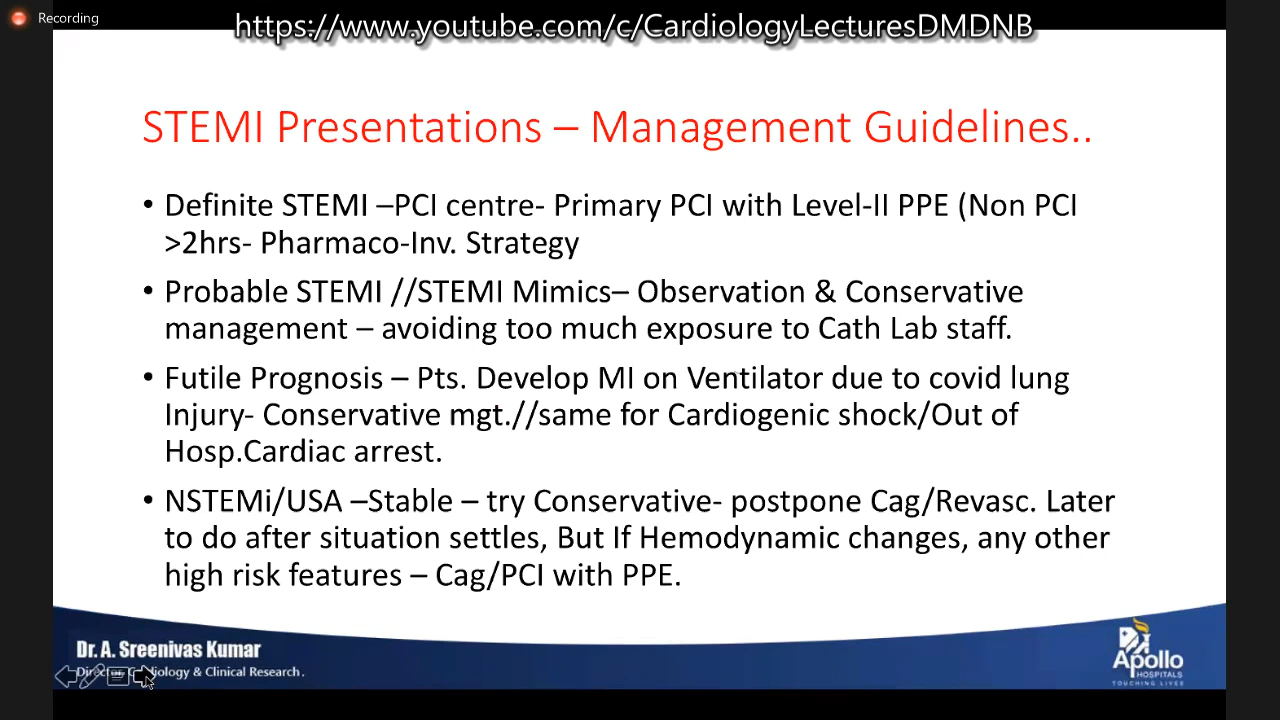 Recording
https://www.youtube.com/c/CardiologyLecturesDMDNB
STEMI Presentations – Management Guidelines..
• Definite STEMI –PCI centre- Primary PCI with Level-II PPE (Non PCI
>2hrs- Pharmaco-Inv. Strategy
• Probable STEMI //STEMI Mimics– Observation & Conservative
management – avoiding too much exposure to Cath Lab staff.
• Futile Prognosis – Pts. Develop MI on Ventilator due to covid lung
Injury- Conservative mgt.//same for Cardiogenic shock/Out of
Hosp.Cardiac arrest.
• NSTEMi/USA –Stable – try Conservative- postpone Cag/Revasc. Later
to do after situation settles, But If Hemodynamic changes, any other
high risk features – Cag/PCI with PPE.
Dr. A. Sreenivas Kumar
Director Cardiology & Clinical Research.
Apollo
HOSPITALS
TOUCHING LIVES